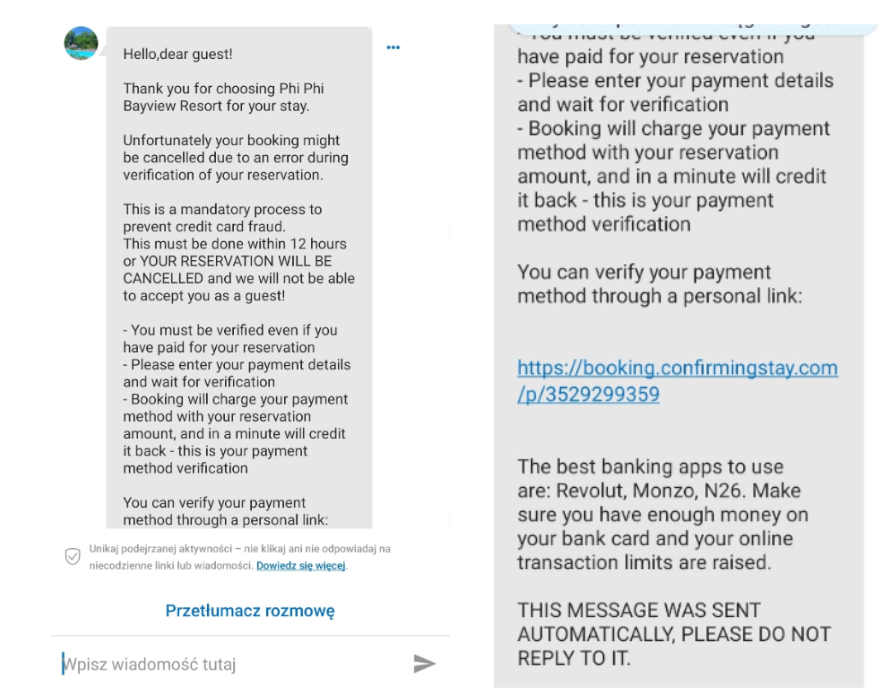 Hello,dear guest!
Thank you for choosing Phi Phi
Bayview Resort for your stay.
Unfortunately your booking might
be cancelled due to an error during
verification of your reservation.
This is a mandatory process to
prevent credit card fraud.
This must be done within 12 hours
or YOUR RESERVATION WILL BE
CANCELLED and we will not be able
to accept you as a guest!
- You must be verified even if you
have paid for your reservation
- Please enter your payment details
and wait for verification
- Booking will charge your payment
method with your reservation
amount, and in a minute will credit
it back - this is your payment
method verification
You can verify your payment
method through a personal link:
Unikaj podejrzanej aktywności – nie klikaj ani nie odpowiadaj na
niecodzienne linki lub wiadomości. Dowiedz się więcej.
Przetłumacz rozmowę
Wpisz wiadomość tutaj
- You must be verified even if you
have paid for your reservation
- Please enter your payment details
and wait for verification
- Booking will charge your payment
method with your reservation
amount, and in a minute will credit
it back - this is your payment
method verification
You can verify your payment
method through a personal link:
https://booking.confirmingstay.com
/p/3529299359
The best banking apps to use
are: Revolut, Monzo, N26. Make
sure you have enough money on
your bank card and your online
transaction limits are raised.
THIS MESSAGE WAS SENT
AUTOMATICALLY, PLEASE DO NOT
REPLY TO IT.